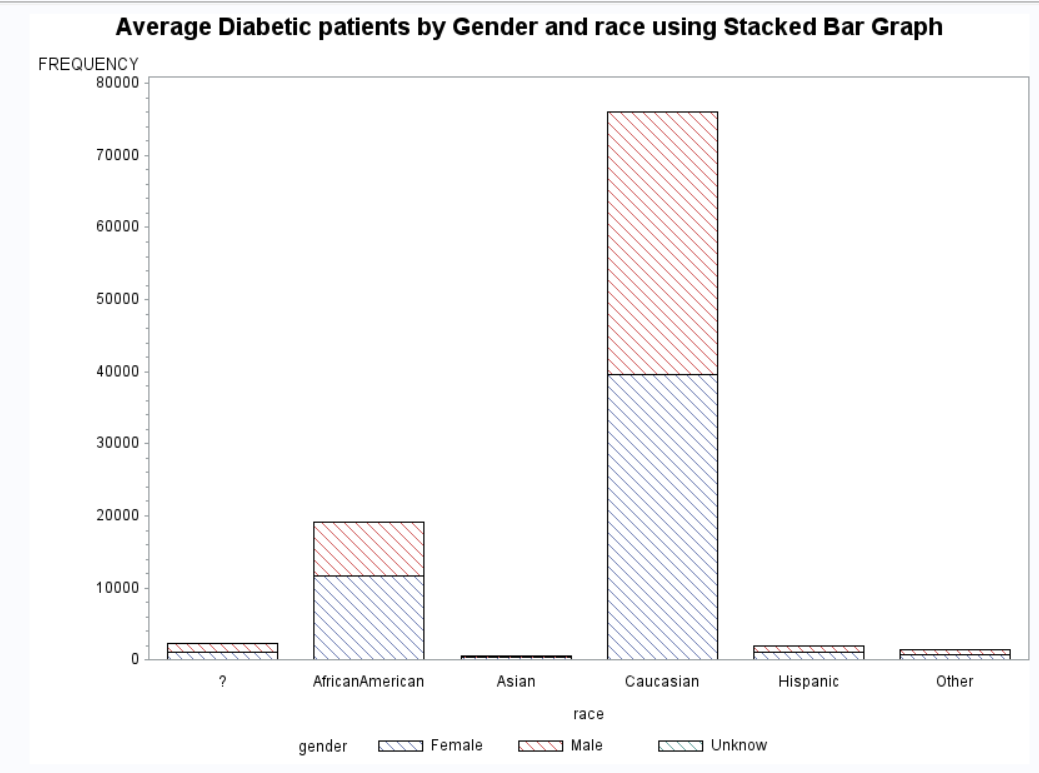 Average Diabetic patients by Gender and race using Stacked Bar Graph
FREQUENCY
80000
70000
60000
50000
40000
30000
20000
10000
0
? AfricanAmerican Asian Caucasian Hispanic Other
race
gender Female Male Unknow